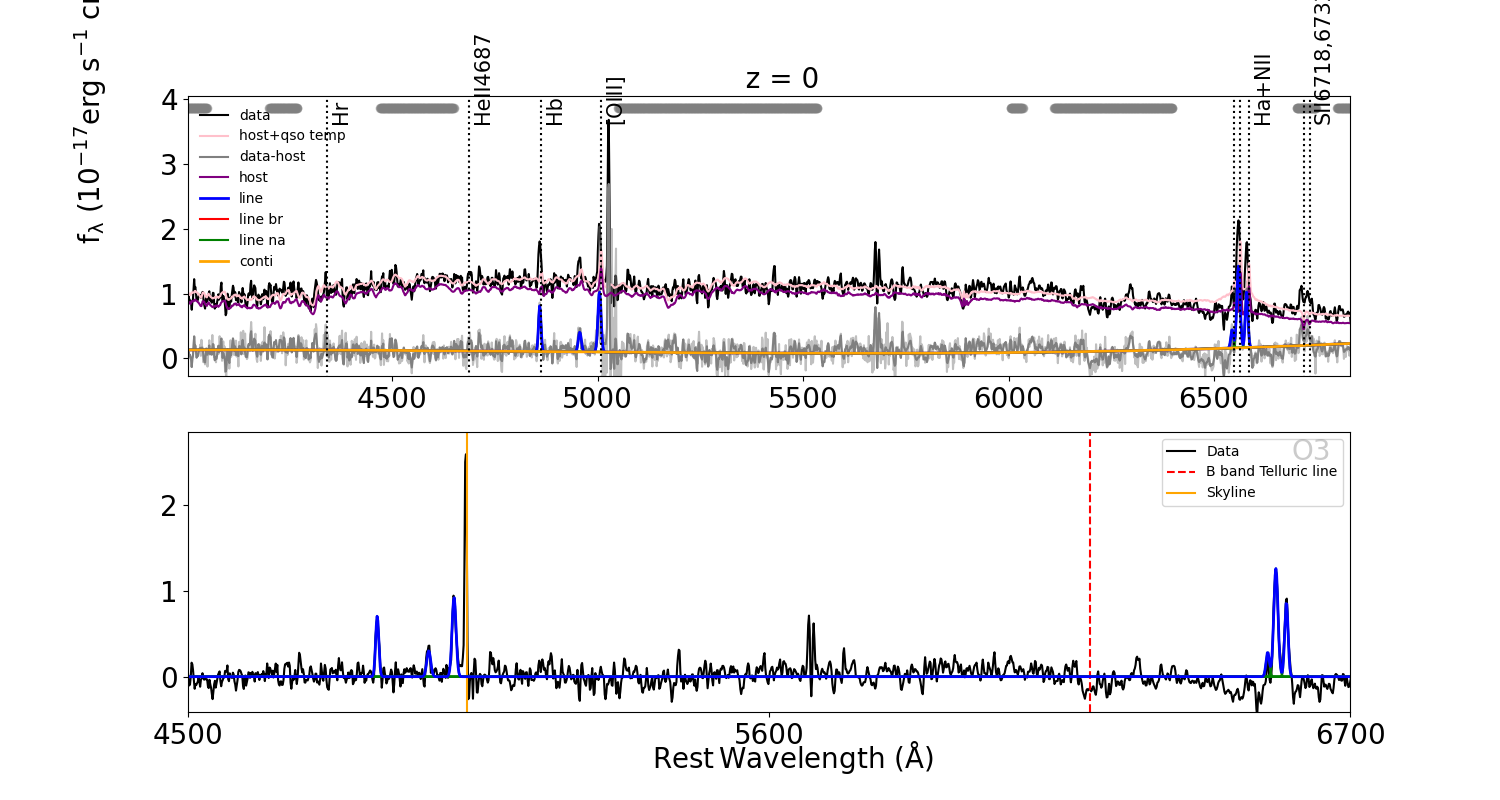 z = 0
f_λ (10^−17 erg s^−1
Hr
HeII4687
Hb
[OIII]
Ha+NII
SII6718,673
4
3
2
1
0
data
host+qso temp
data-host
host
line
line br
line na
conti
4500
5000
5500
6000
6500
O3
Data
B band Telluric line
Skyline
2
1
0
4500
5600
6700
Rest Wavelength (Å)